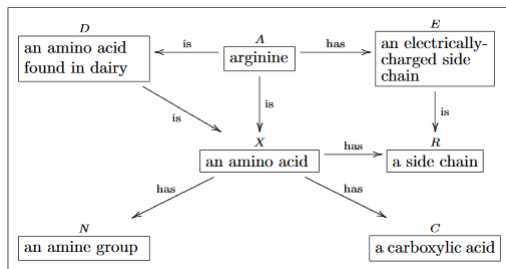 D
A
E
an amino acid
found in dairy
is
arginine
has
an electrically-
charged side
chain
is
is
is
X
R
an amino acid
has
a side chain
has
has
N
C
an amine group
a carboxylic acid